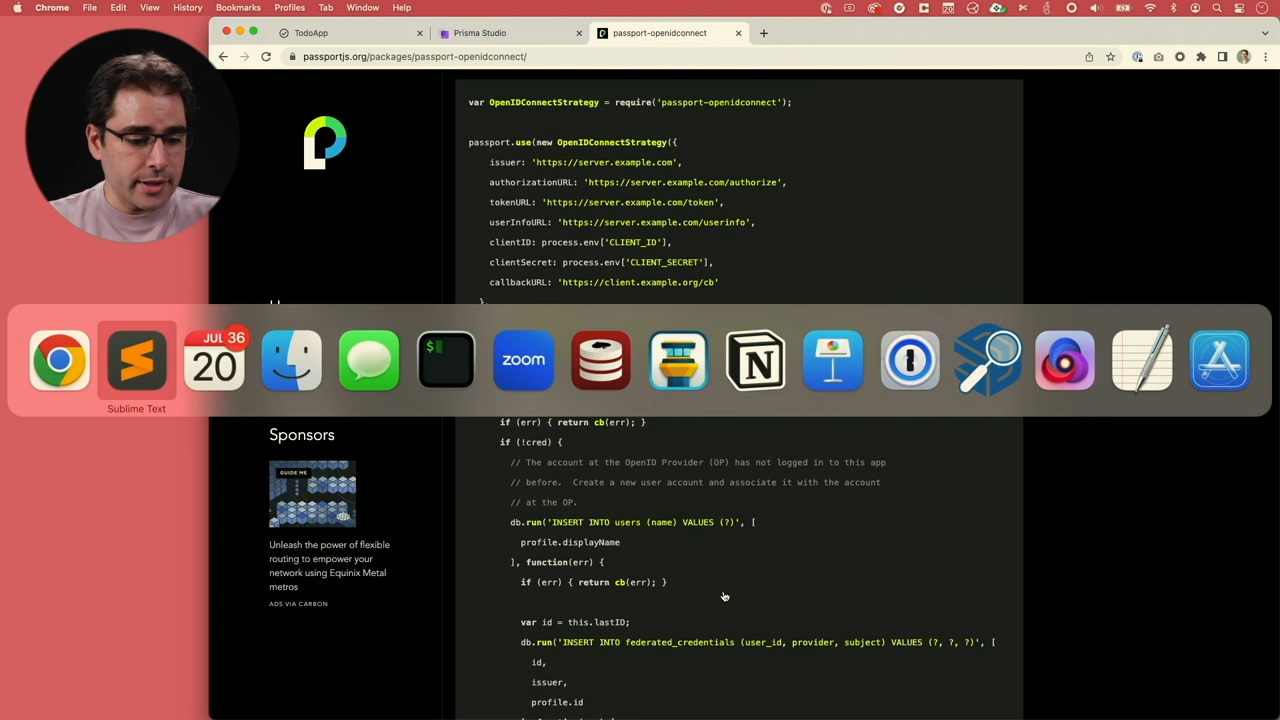 Chrome File Edit View History Bookmarks Profiles Tab Window Help
TodoApp
Prisma Studio
passport-openidconnect
passportjs.org/packages/passport-openidconnect/
var OpenIDConnectStrategy = require('passport-openidconnect');
passport.use(new OpenIDConnectStrategy({
issuer: 'https://server.example.com',
authorizationURL: 'https://server.example.com/authorize',
tokenURL: 'https://server.example.com/token',
userInfoURL: 'https://server.example.com/userinfo',
clientID: process.env['CLIENT_ID'],
clientSecret: process.env['CLIENT_SECRET'],
callbackURL: 'https://client.example.org/cb'
},
JUL 36
20
$
zoom
N
Sublime Text
if (err) { return cb(err); }
if (!cred) {
// The account at the OpenID Provider (OP) has not logged in to this app
// before. Create a new user account and associate it with the account
// at the OP.
db.run('INSERT INTO users (name) VALUES (?)', [
profile.displayName
], function(err) {
if (err) { return cb(err); }
var id = this.lastID;
db.run('INSERT INTO federated_credentials (user_id, provider, subject) VALUES (?, ?, ?)', [
id,
issuer,
profile.id
Sponsors
GUIDE ME
Unleash the power of flexible
routing to empower your
network using Equinix Metal
metros
ADS VIA CARBON